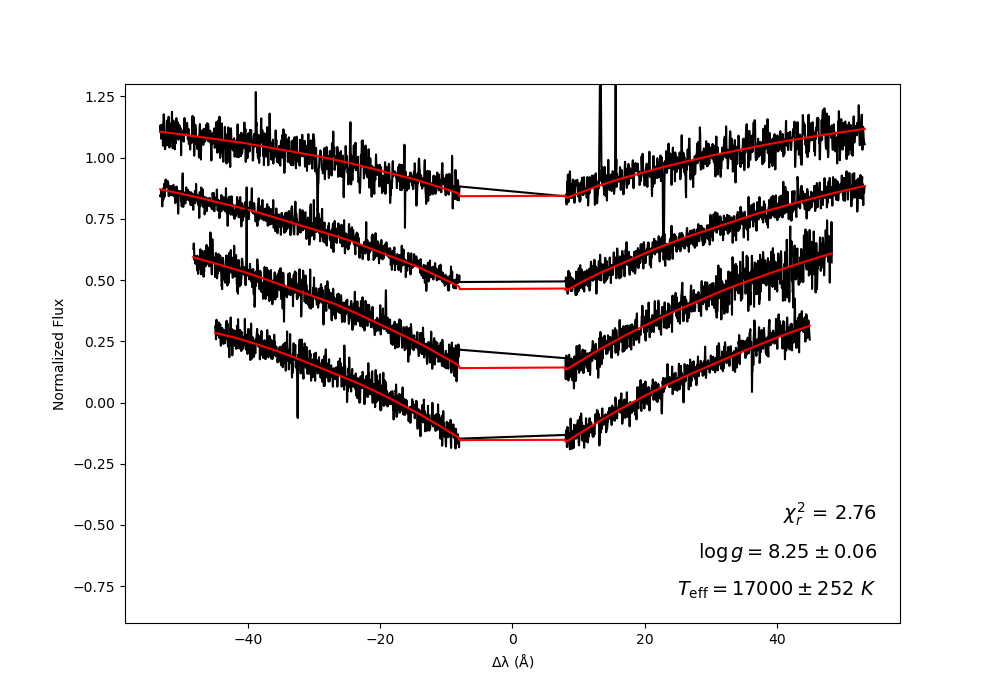 1.25
1.00
0.75
0.50
0.25
0.00
−0.25
−0.50
−0.75
Normalized Flux
χ²ᵣ = 2.76
log g = 8.25 ± 0.06
T_eff = 17000 ± 252 K
−40 −20 0 20 40
Δλ (Å)